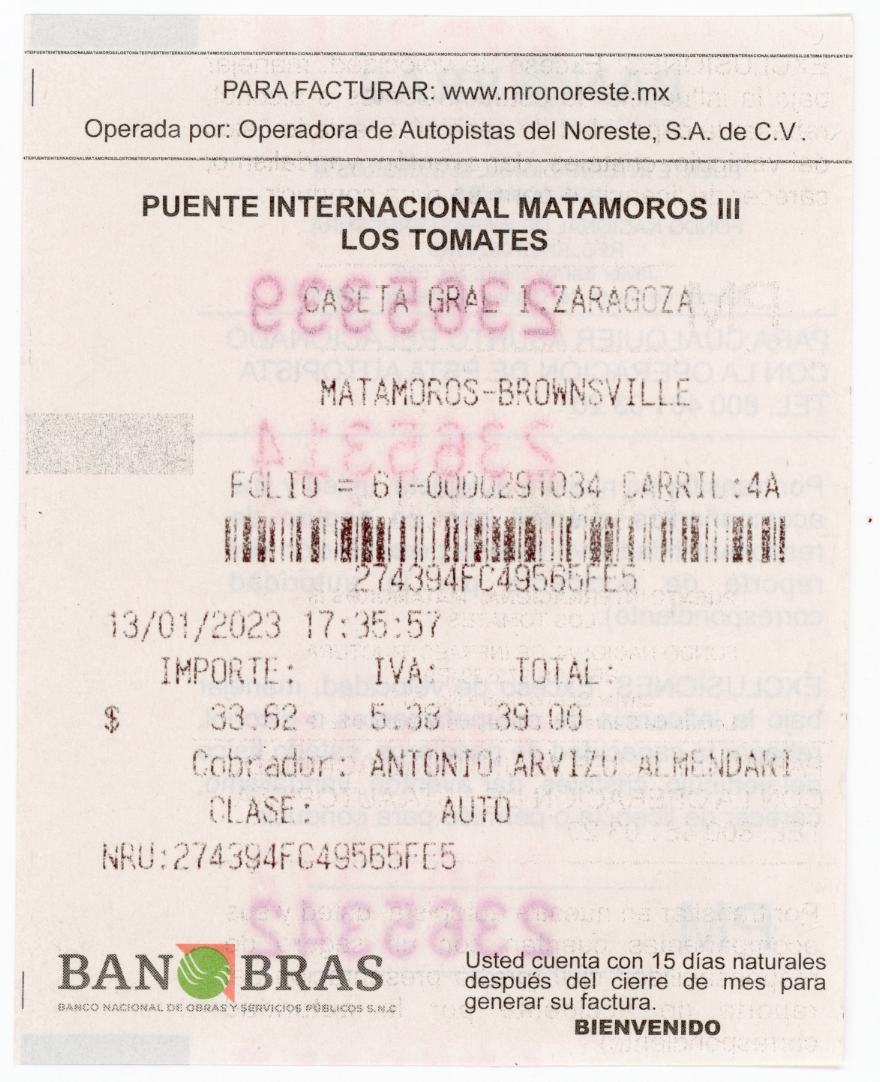 PARA FACTURAR: www.mronoreste.mx
Operada por: Operadora de Autopistas del Noreste, S.A. de C.V.
PUENTE INTERNACIONAL MATAMOROS III
LOS TOMATES
CASETA GRAL I ZARAGOZA
MATAMOROS-BROWNSVILLE
FOLIO = 61-0000291034 CARRIL:4A
274394FC49565FE5
13/01/2023 17:35:57
IMPORTE: IVA: TOTAL:
$ 33.62 5.38 39.00
Cobrador: ANTONIO ARVIZU ALMENDARI
CLASE: AUTO
NRU:274394FC49565FE5
BANOBRAS
BANCO NACIONAL DE OBRAS Y SERVICIOS PÚBLICOS S.N.C
Usted cuenta con 15 días naturales
después del cierre de mes para
generar su factura.
BIENVENIDO